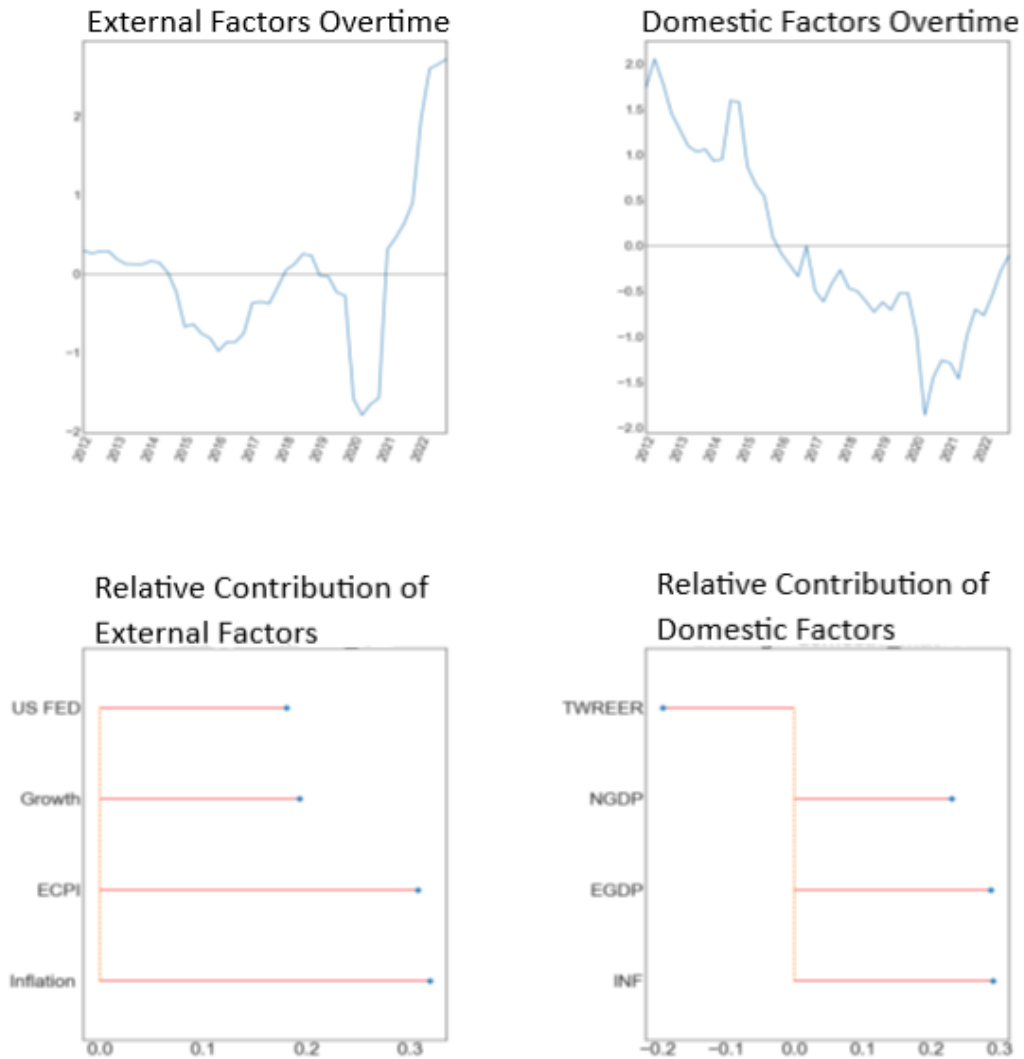 External Factors Overtime
Domestic Factors Overtime
2
1
0
−1
−2
2012
2013
2014
2015
2016
2017
2018
2019
2020
2021
2022
2.0
1.5
1.0
0.5
0.0
−0.5
−1.0
−1.5
−2.0
2012
2013
2014
2015
2016
2017
2018
2019
2020
2021
2022
Relative Contribution of
External Factors
US FED
Growth
ECPI
Inflation
0.0 0.1 0.2 0.3
Relative Contribution of
Domestic Factors
TWREER
NGDP
EGDP
INF
−0.2 −0.1 0.0 0.1 0.2 0.3